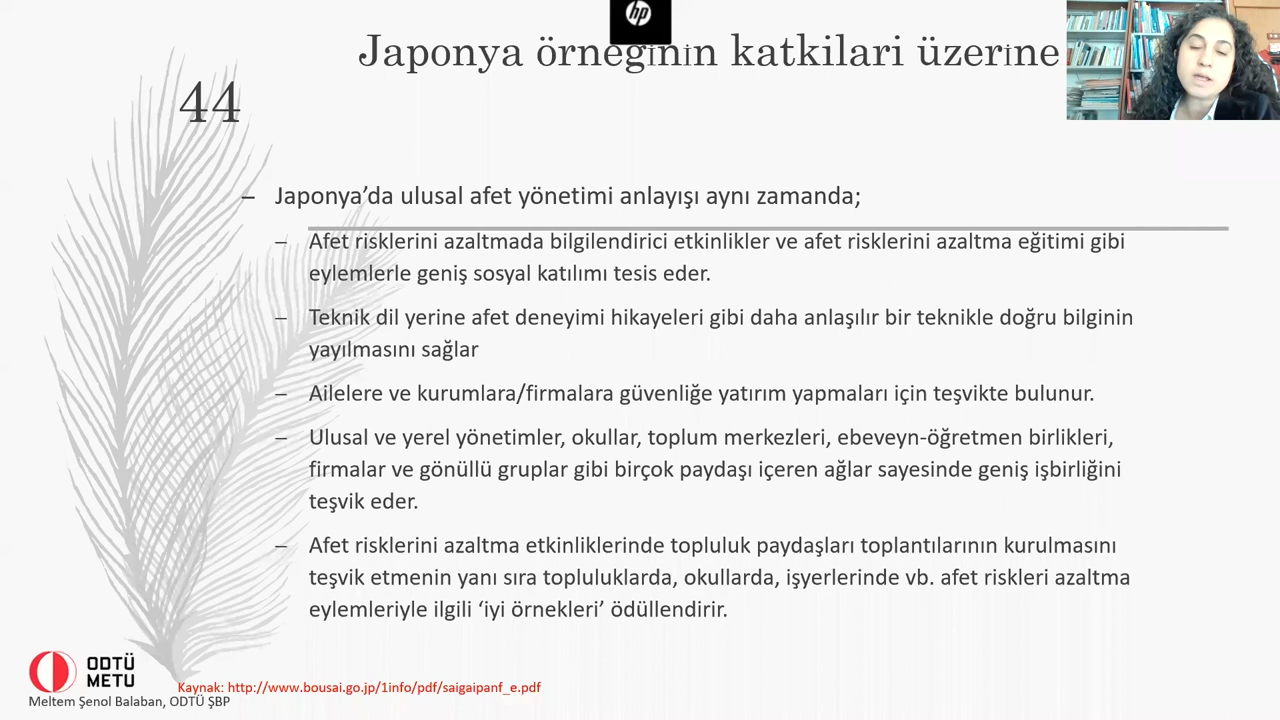 hp
Japonya örneğinin katkilari üzerine
44
– Japonya’da ulusal afet yönetimi anlayışı aynı zamanda;
– Afet risklerini azaltmada bilgilendirici etkinlikler ve afet risklerini azaltma eğitimi gibi
eylemlerle geniş sosyal katılımı tesis eder.
– Teknik dil yerine afet deneyimi hikayeleri gibi daha anlaşılır bir teknikle doğru bilginin
yayılmasını sağlar
– Ailelere ve kurumlara/firmalara güvenliğe yatırım yapmaları için teşvikte bulunur.
– Ulusal ve yerel yönetimler, okullar, toplum merkezleri, ebeveyn-öğretmen birlikleri,
firmalar ve gönüllü gruplar gibi birçok paydaşı içeren ağlar sayesinde geniş işbirliğini
teşvik eder.
– Afet risklerini azaltma etkinliklerinde topluluk paydaşları toplantılarının kurulmasını
teşvik etmenin yanı sıra topluluklarda, okullarda, işyerlerinde vb. afet riskleri azaltma
eylemleriyle ilgili ‘iyi örnekleri’ ödüllendirir.
ODTÜ
METU
Kaynak: http://www.bousai.go.jp/1info/pdf/saigaipanf_e.pdf
Meltem Şenol Balaban, ODTÜ ŞBP